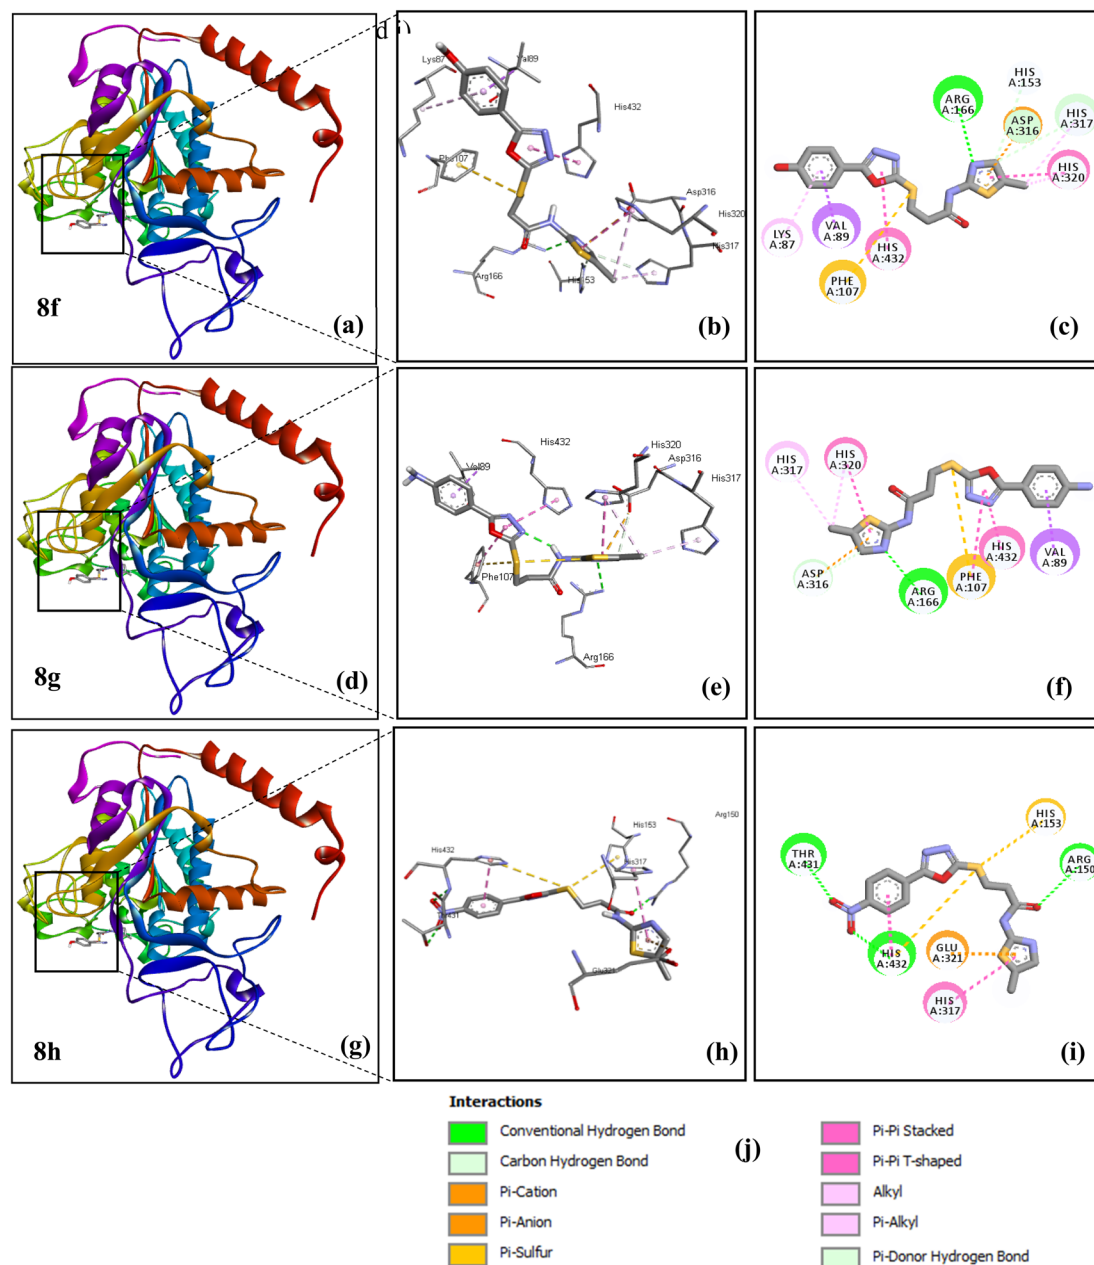 d i)
8f
(a)
Lys87
Val89
His432
Phe107
Asp316
His320
His317
Arg166
His153
(b)
HIS
A:153
ARG
A:166
ASP
A:316
HIS
A:317
HIS
A:320
LYS
A:87
VAL
A:89
HIS
A:432
PHE
A:107
(c)
8g
(d)
His432
His320
Val89
Asp316
His317
Phe107
Arg166
(e)
HIS
A:317
HIS
A:320
ASP
A:316
ARG
A:166
PHE
A:107
HIS
A:432
VAL
A:89
(f)
8h
(g)
Arg150
His153
His432
His317
(h)
HIS
A:153
THR
A:431
ARG
A:150
HIS
A:432
GLU
A:321
HIS
A:317
(i)
Interactions
Conventional Hydrogen Bond
Carbon Hydrogen Bond
Pi-Cation
Pi-Anion
Pi-Sulfur
(j)
Pi-Pi Stacked
Pi-Pi T-shaped
Alkyl
Pi-Alkyl
Pi-Donor Hydrogen Bond